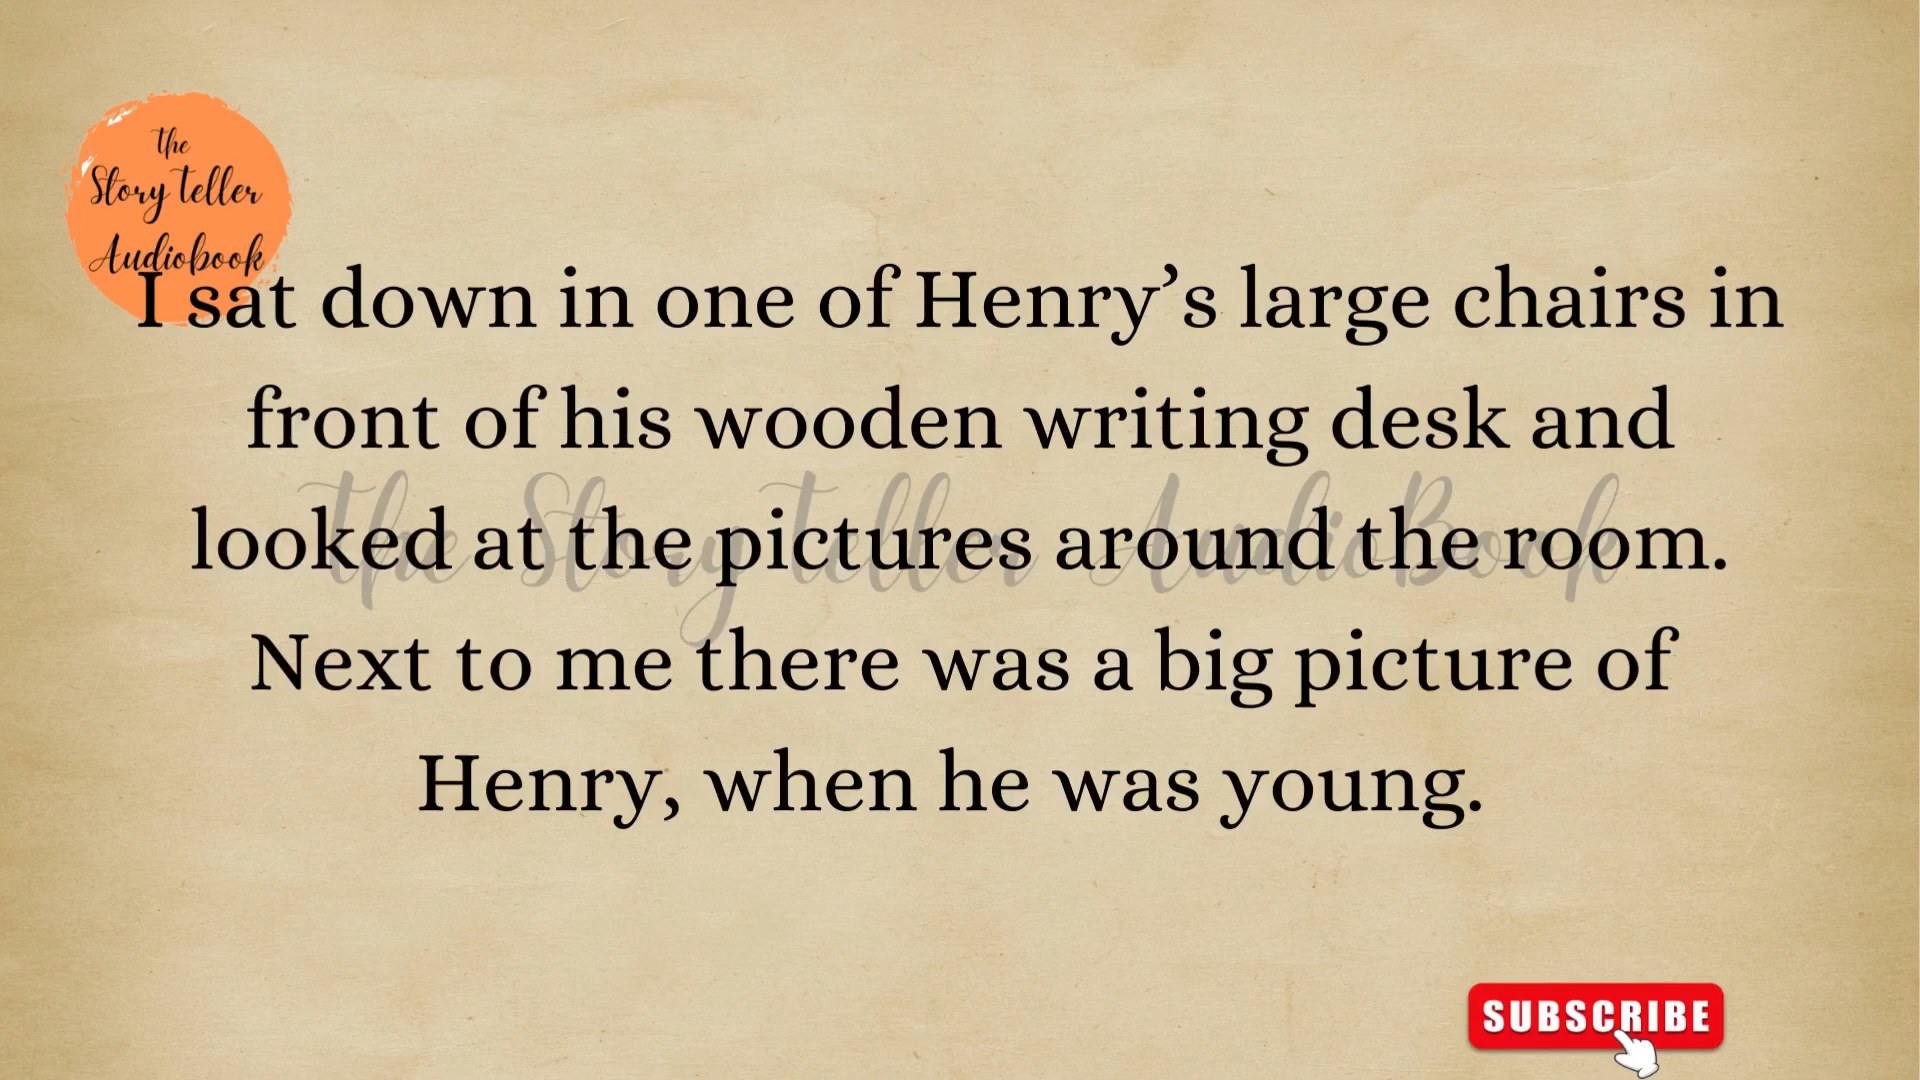 the
Story teller
Audiobook
I sat down in one of Henry’s large chairs in
front of his wooden writing desk and
looked at the pictures around the room.
Next to me there was a big picture of
Henry, when he was young.
the Story teller AudioBook
SUBSCRIBE